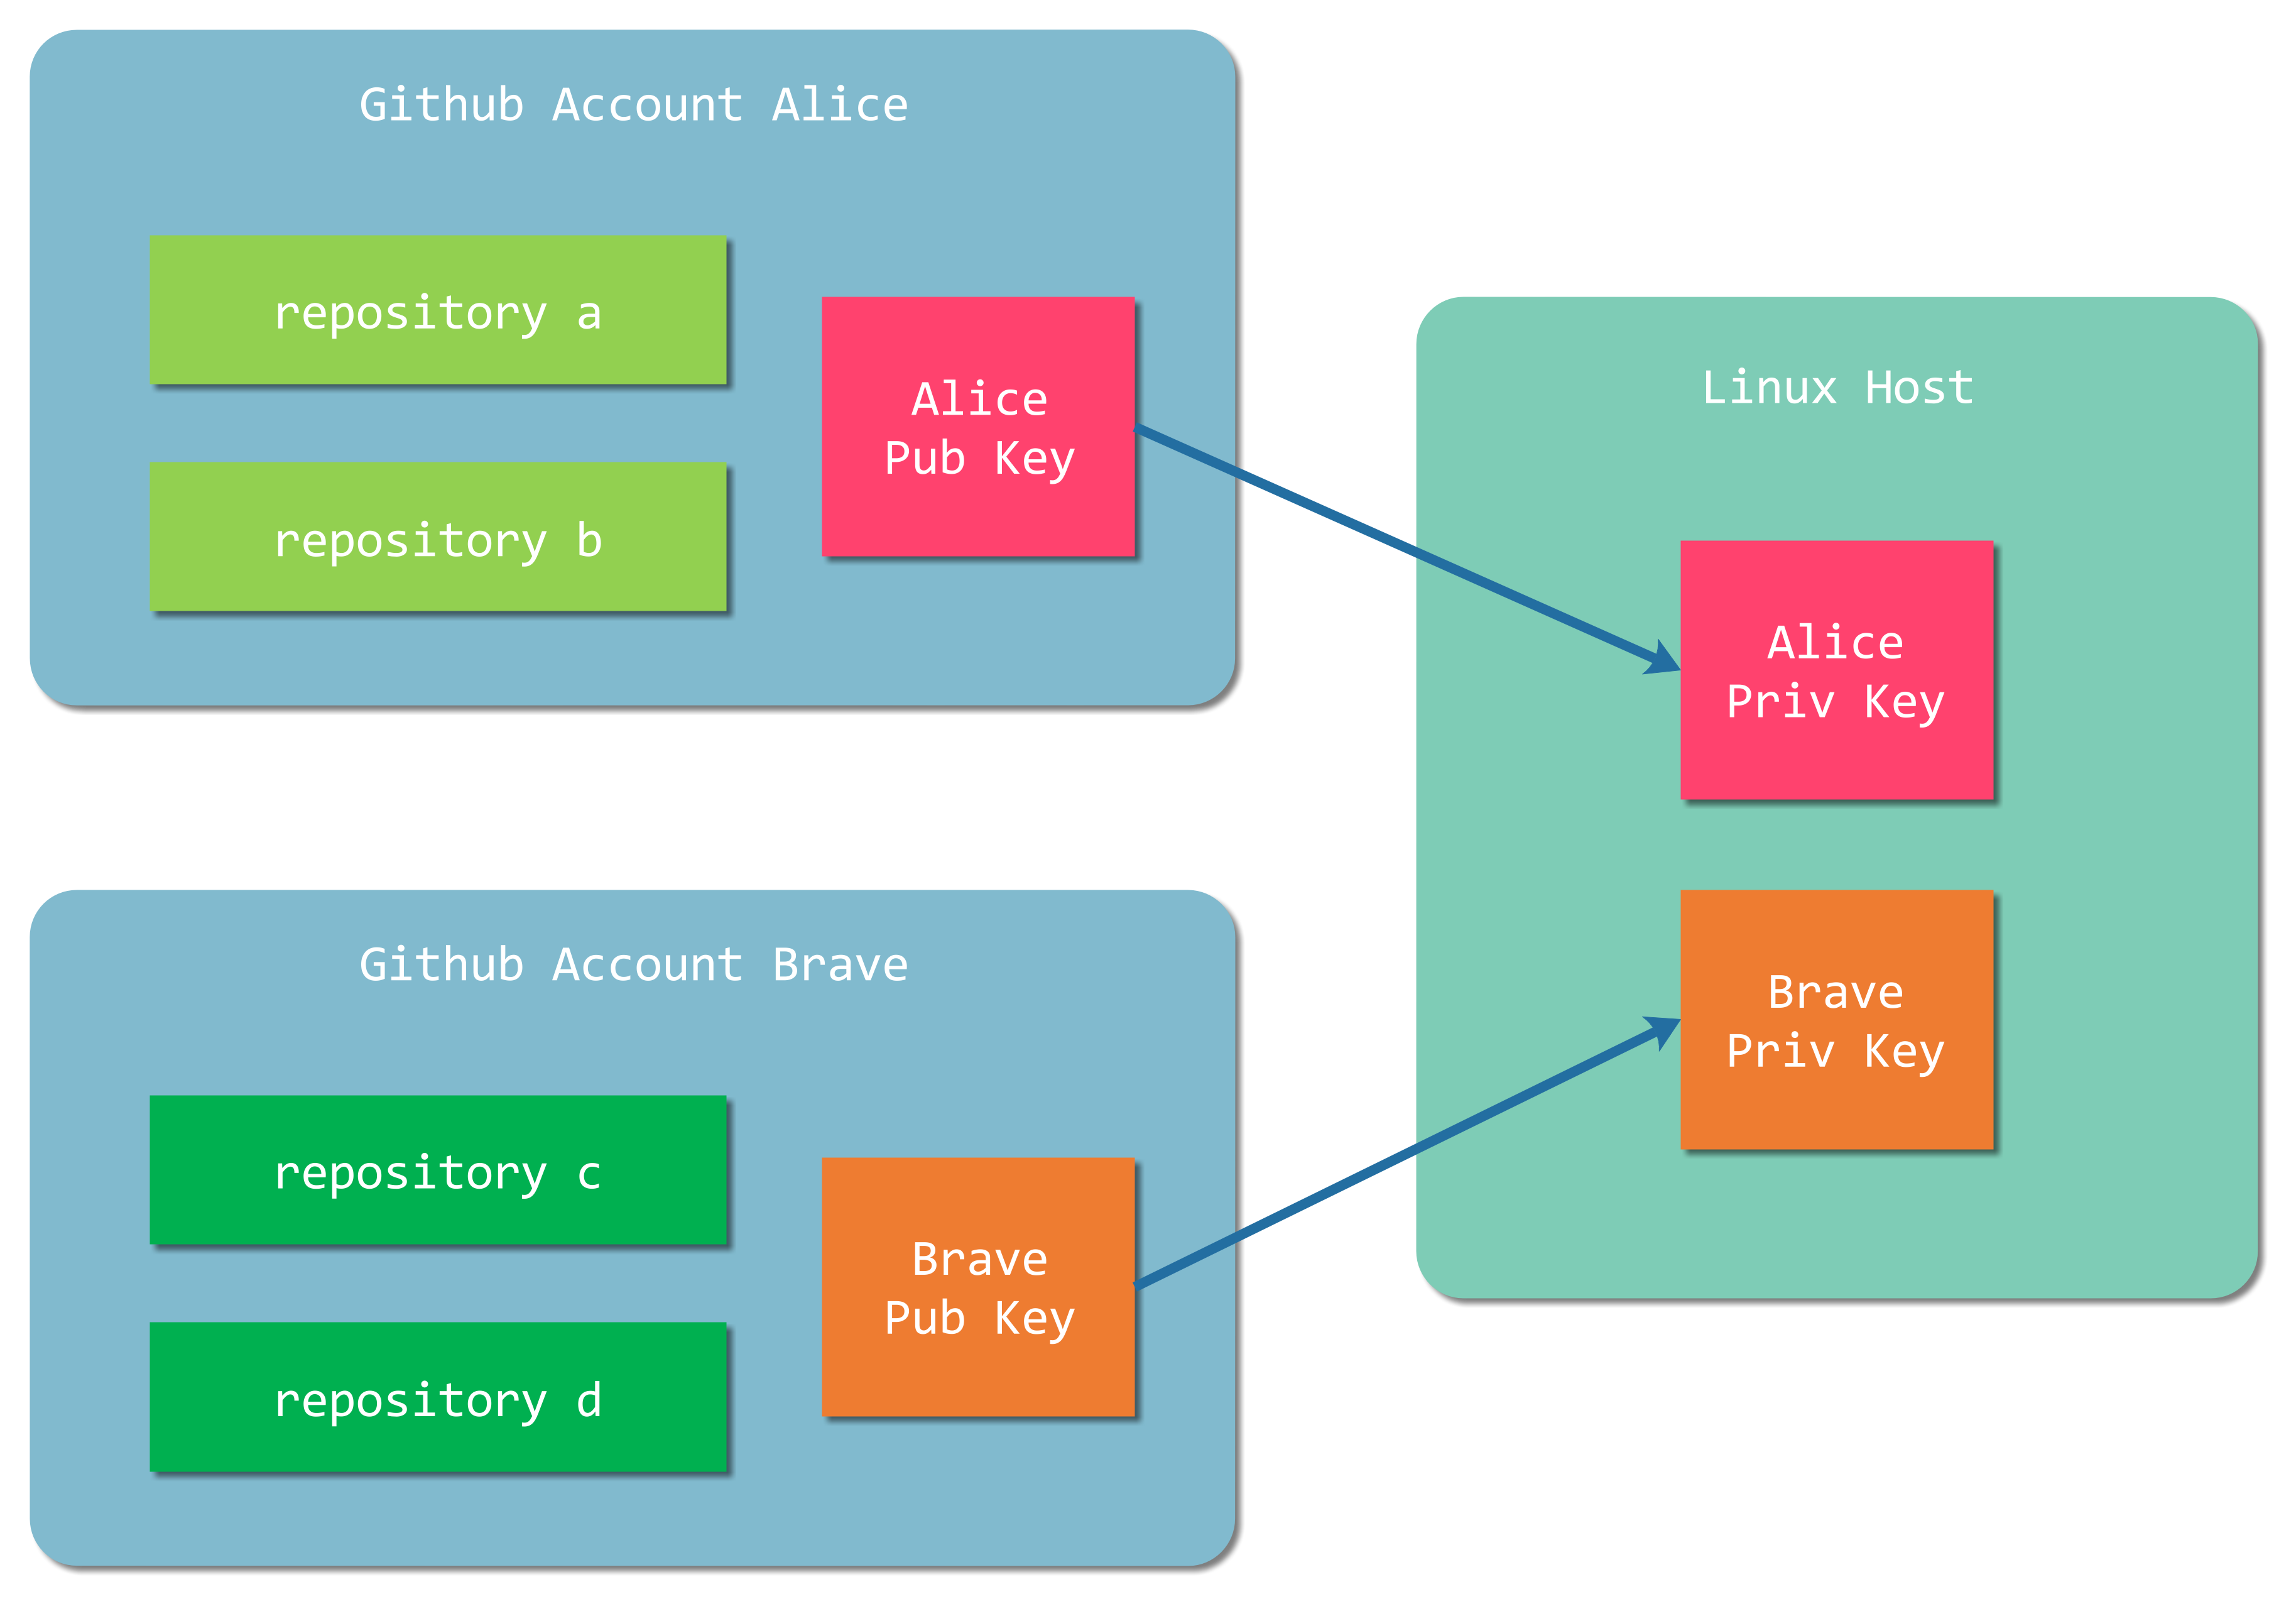 Github Account Alice
repository a
repository b
Alice
Pub Key
Linux Host
Alice
Priv Key
Brave
Priv Key
Github Account Brave
repository c
repository d
Brave
Pub Key